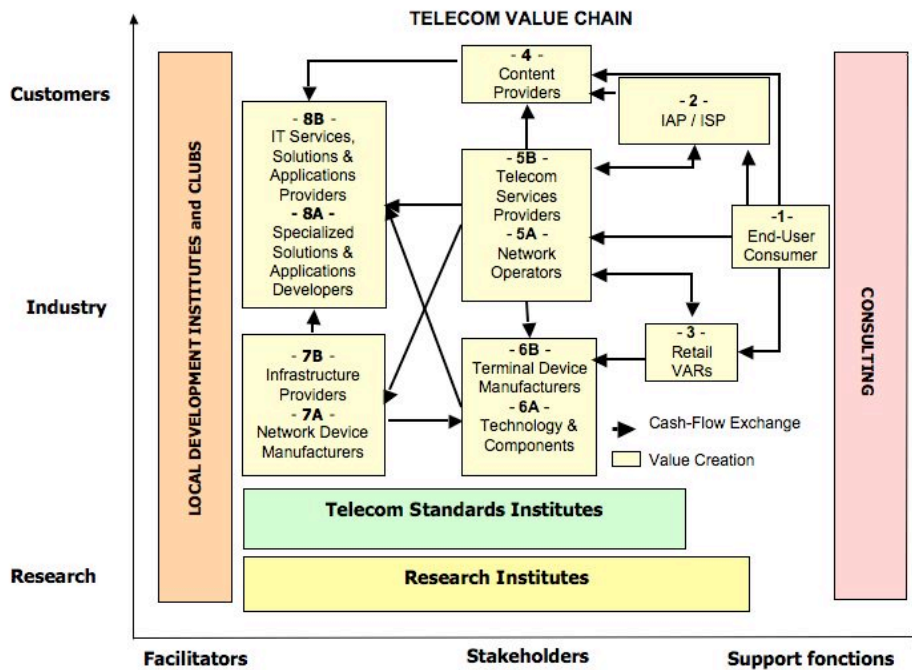 TELECOM VALUE CHAIN
Customers
Industry
Research
LOCAL DEVELOPMENT INSTITUTES and CLUBS
- 8B -
IT Services,
Solutions &
Applications
Providers
- 8A -
Specialized
Solutions &
Applications
Developers
- 7B -
Infrastructure
Providers
- 7A -
Network Device
Manufacturers
- 4 -
Content
Providers
- 5B -
Telecom
Services
Providers
- 5A -
Network
Operators
- 6B -
Terminal Device
Manufacturers
- 6A -
Technology &
Components
- 2 -
IAP / ISP
-1-
End-User
Consumer
- 3 -
Retail
VARs
Cash-Flow Exchange
Value Creation
CONSULTING
Telecom Standards Institutes
Research Institutes
Facilitators
Stakeholders
Support fonctions